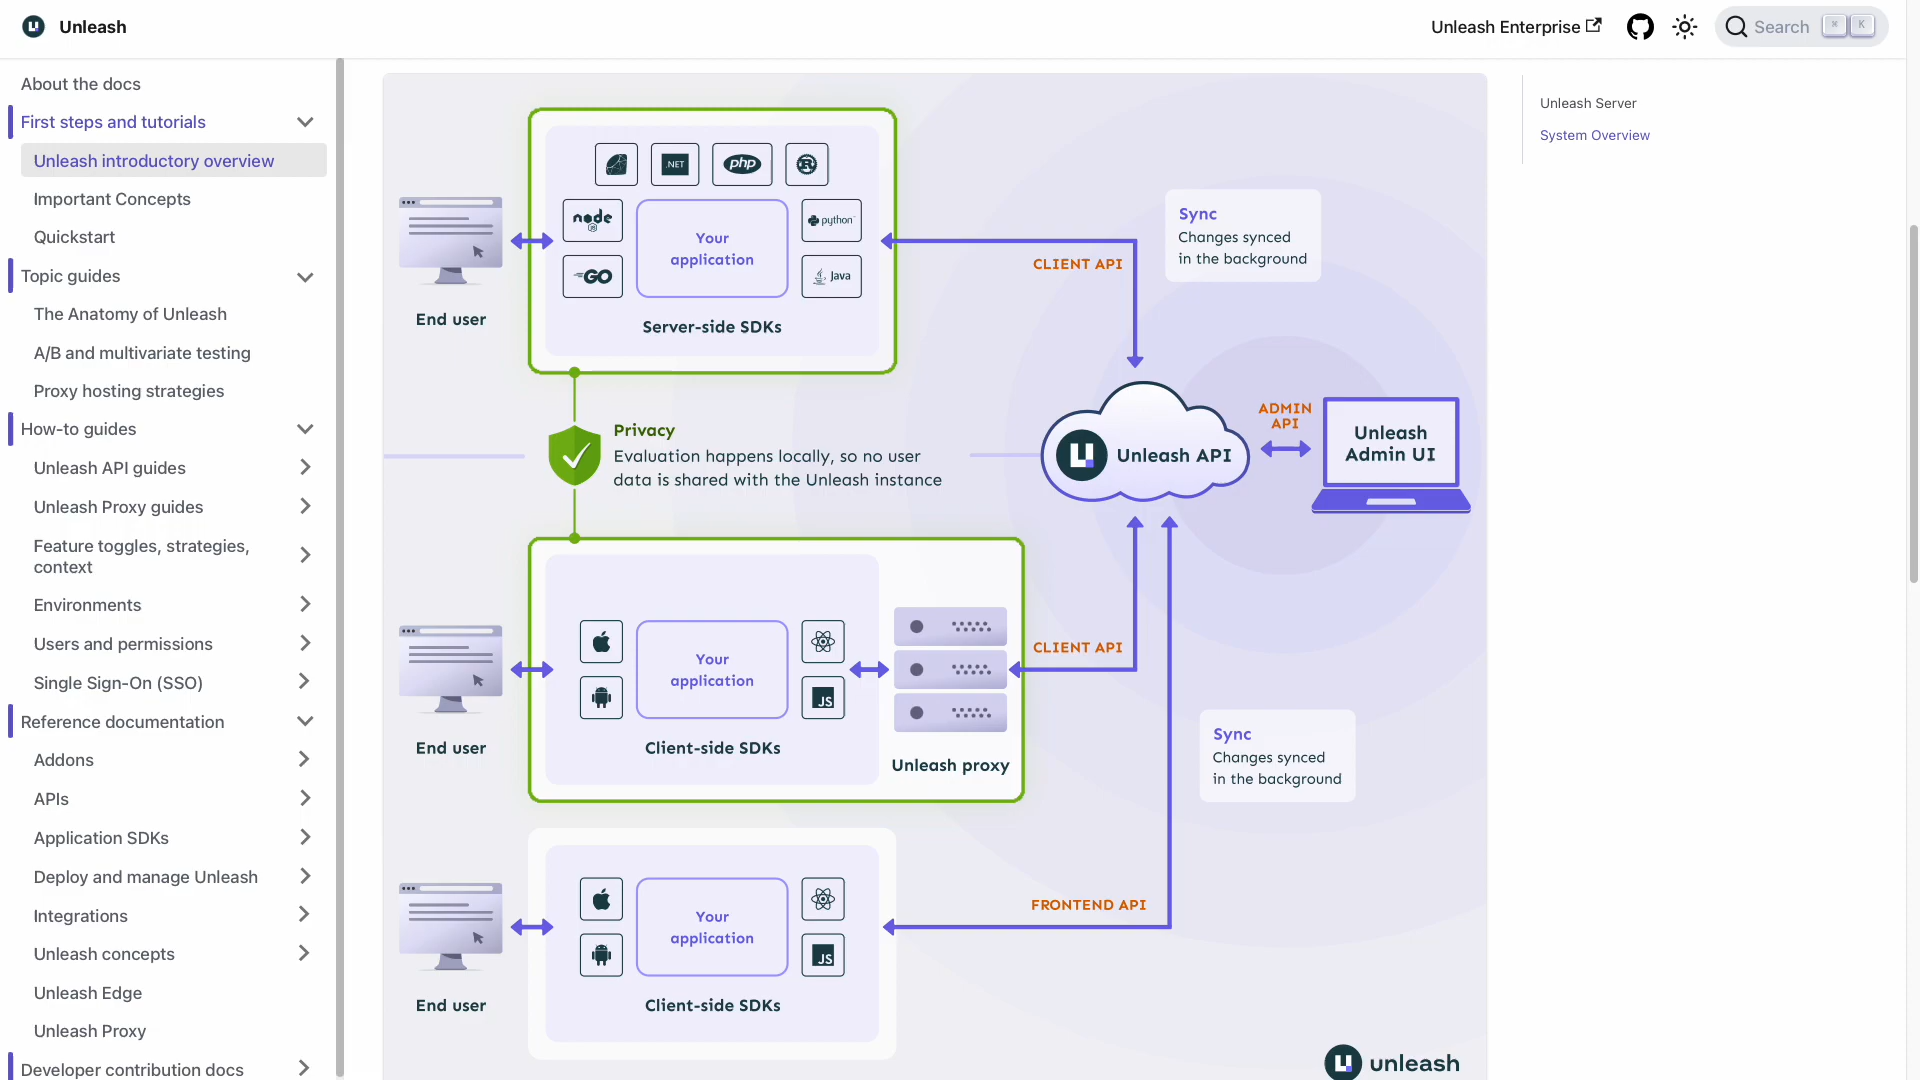 Unleash
Unleash Enterprise
Search
⌘ K
About the docs
First steps and tutorials
Unleash introductory overview
Important Concepts
Quickstart
Topic guides
The Anatomy of Unleash
A/B and multivariate testing
Proxy hosting strategies
How-to guides
Unleash API guides
Unleash Proxy guides
Feature toggles, strategies,
context
Environments
Users and permissions
Single Sign-On (SSO)
Reference documentation
Addons
APIs
Application SDKs
Deploy and manage Unleash
Integrations
Unleash concepts
Unleash Edge
Unleash Proxy
Developer contribution docs
.NET
php
R
node
JS
python
GO
Java
Your
application
Server-side SDKs
End user
CLIENT API
Sync
Changes synced
in the background
Privacy
Evaluation happens locally, so no user
data is shared with the Unleash instance
Unleash API
ADMIN
API
Unleash
Admin UI
End user
Your
application
JS
Client-side SDKs
Unleash proxy
CLIENT API
Sync
Changes synced
in the background
End user
Your
application
JS
Client-side SDKs
FRONTEND API
unleash
Unleash Server
System Overview